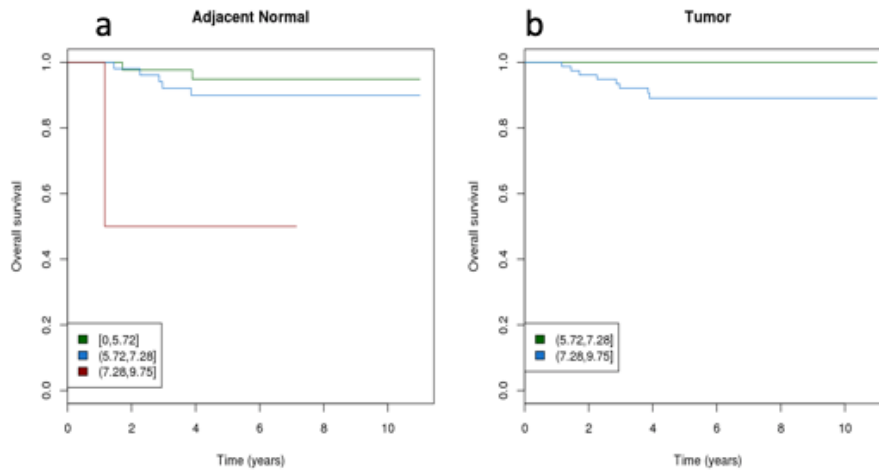 a
Adjacent Normal
Overall survival
1.0
0.8
0.6
0.4
0.2
0.0
[0,5.72]
(5.72,7.28]
(7.28,9.75]
0 2 4 6 8 10
Time (years)
b
Tumor
Overall survival
1.0
0.8
0.6
0.4
0.2
0.0
(5.72,7.28]
(7.28,9.75]
0 2 4 6 8 10
Time (years)